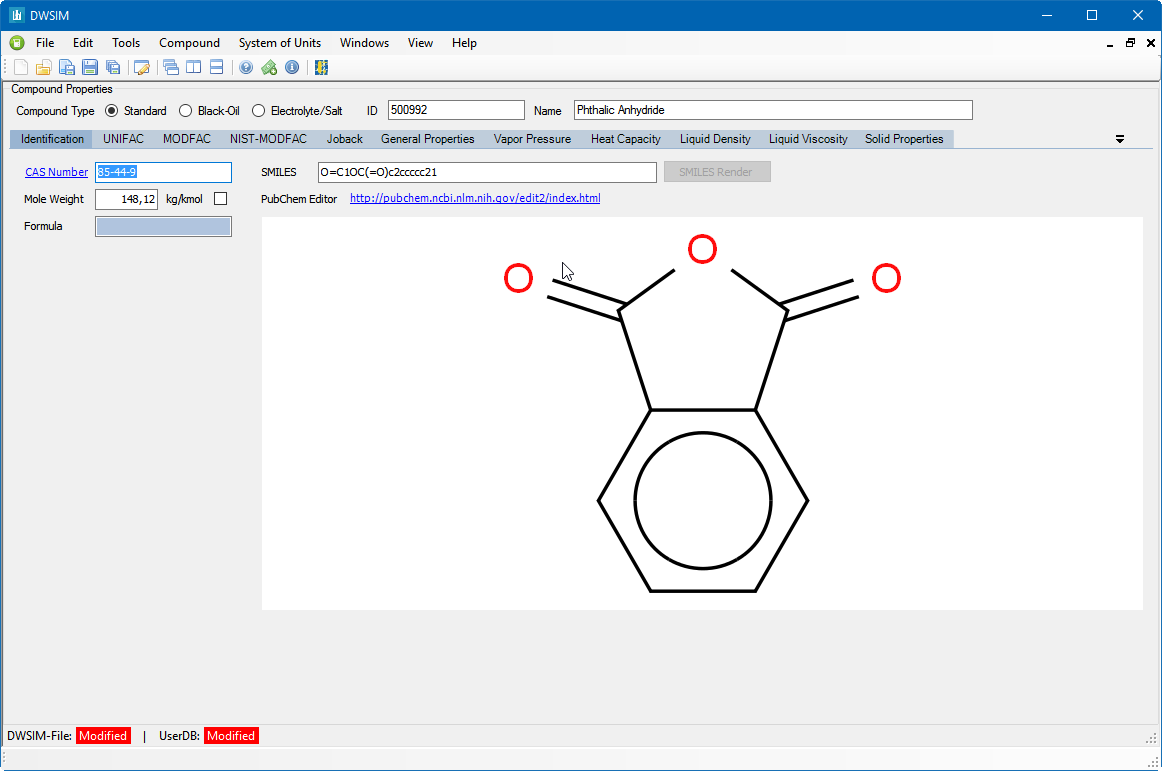 DWSIM
File Edit Tools Compound System of Units Windows View Help
Compound Properties
Compound Type Standard Black-Oil Electrolyte/Salt ID 500992 Name Phthalic Anhydride
Identification UNIFAC MODFAC NIST-MODFAC Joback General Properties Vapor Pressure Heat Capacity Liquid Density Liquid Viscosity Solid Properties
CAS Number 85-44-9 SMILES O=C1OC(=O)c2ccccc21 SMILES Render
Mole Weight 148,12 kg/kmol PubChem Editor http://pubchem.ncbi.nlm.nih.gov/edit2/index.html
Formula
O
O O
DWSIM-File: Modified | UserDB: Modified